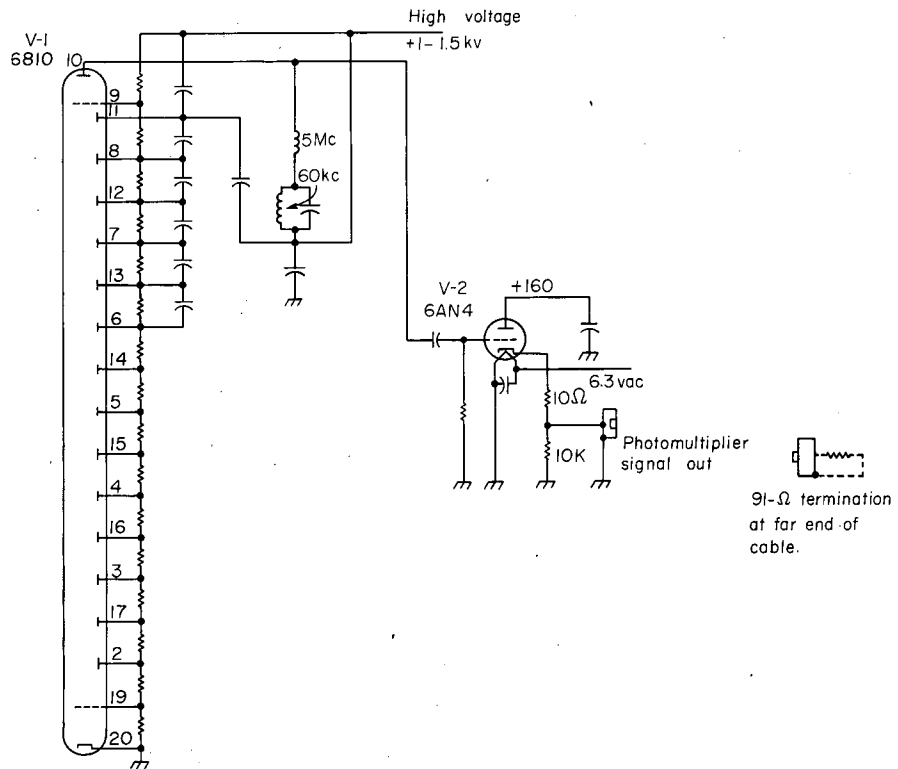 High voltage
+1-1.5kv
V-1
6810
10
9
11
8
12
7
13
6
14
5
15
4
16
3
17
2
19
20
5Mc
60kc
V-2
6AN4
+160
6.3 vac
10Ω
10K
Photomultiplier
signal out
91-Ω termination
at far end of
cable.